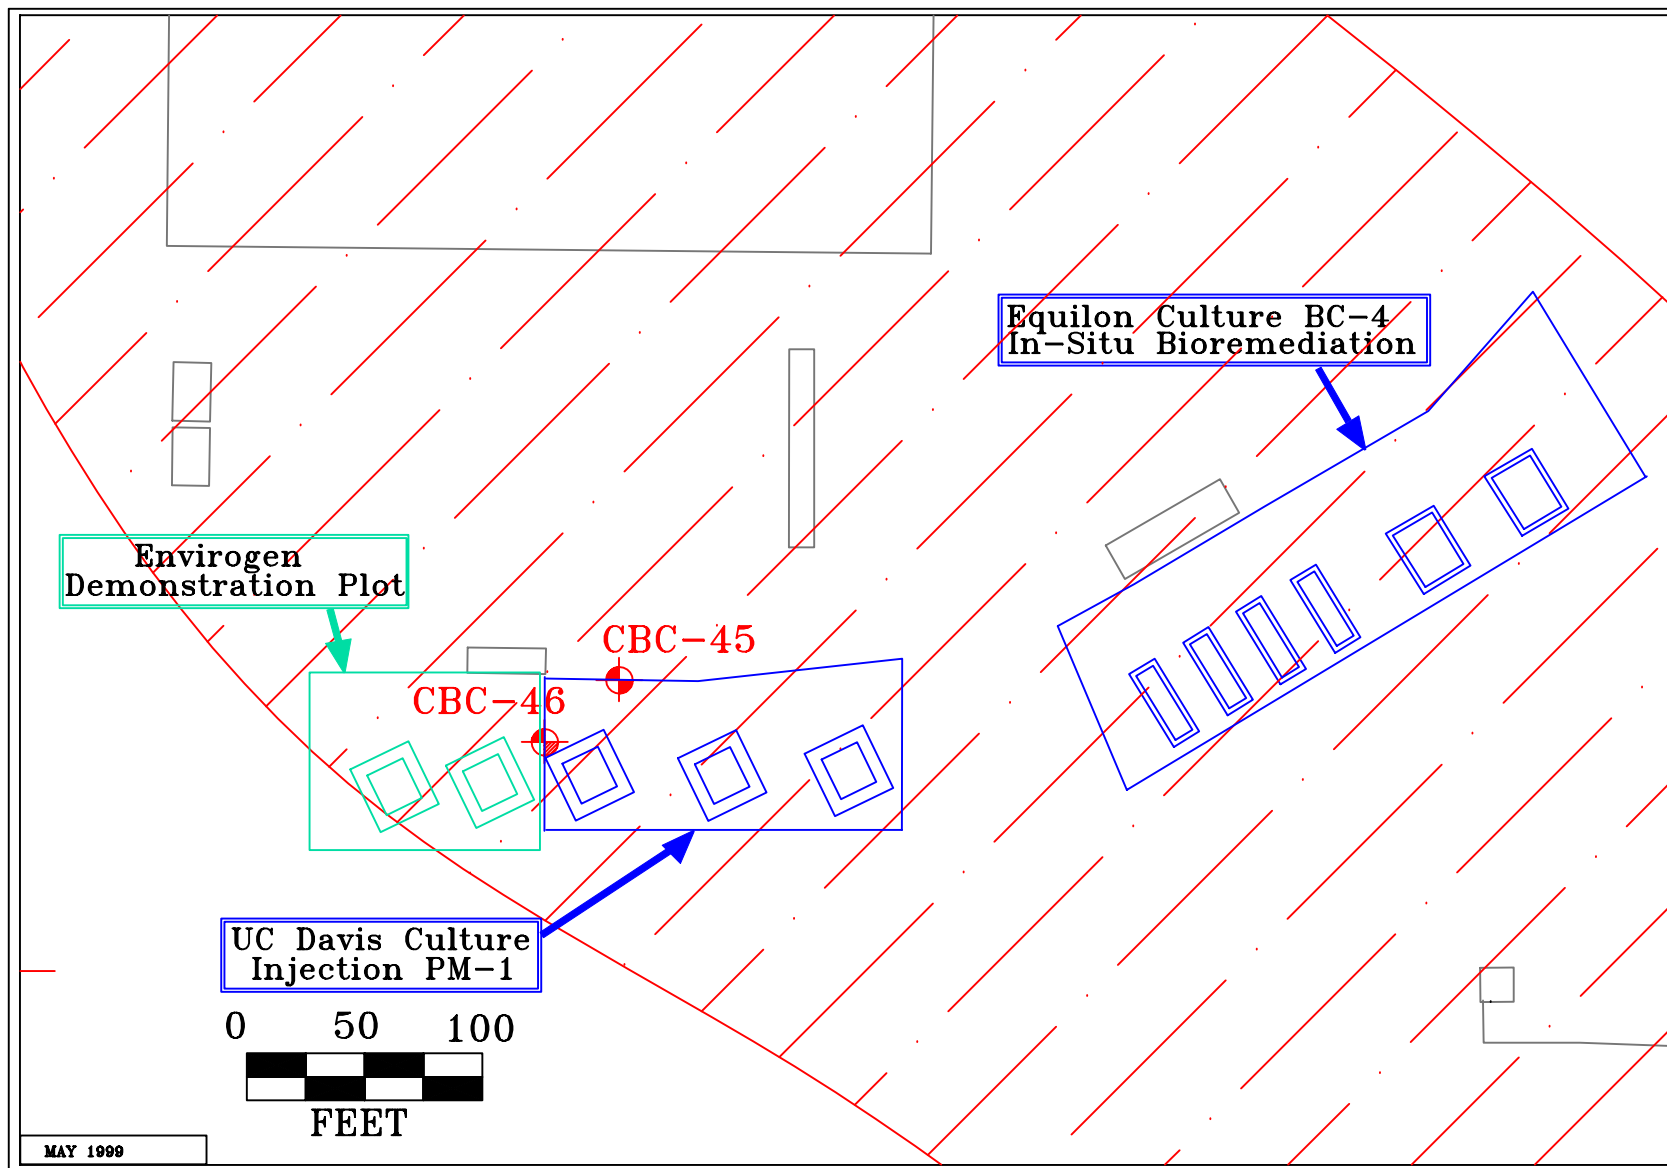 Equilon Culture BC-4
In-Situ Bioremediation
Envirogen
Demonstration Plot
CBC-45
CBC-46
UC Davis Culture
Injection PM-1
0 50 100
FEET
MAY 1999